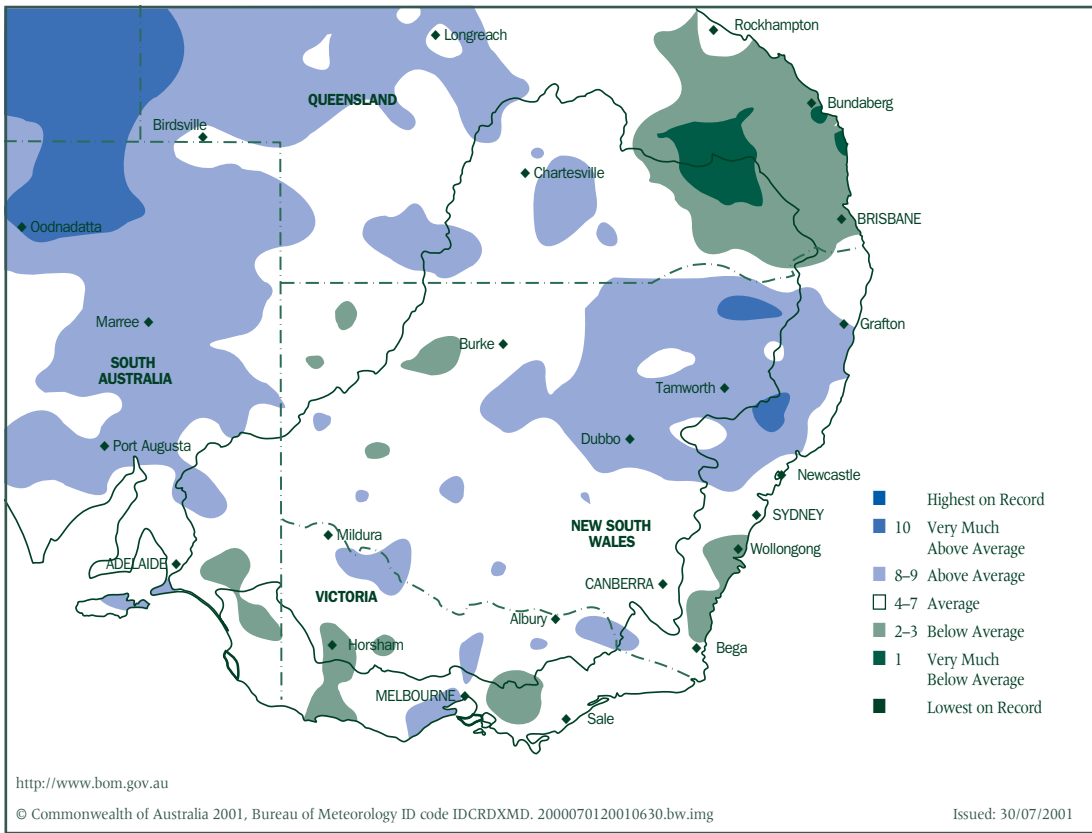 Rockhampton
Longreach
QUEENSLAND
Bundaberg
Birdsville
Chartesville
BRISBANE
Oodnadatta
Marree
Grafton
Burke
SOUTH
AUSTRALIA
Tamworth
Port Augusta
Dubbo
Newcastle
Highest on Record
SYDNEY
NEW SOUTH
WALES
10 Very Much
Above Average
Mildura
Wollongong
ADELAIDE
8–9 Above Average
CANBERRA
VICTORIA
4–7 Average
Albury
2–3 Below Average
Horsham
Bega
1 Very Much
Below Average
MELBOURNE
Lowest on Record
Sale
http://www.bom.gov.au
© Commonwealth of Australia 2001, Bureau of Meteorology ID code IDCRDXMD. 2000070120010630.bw.img
Issued: 30/07/2001